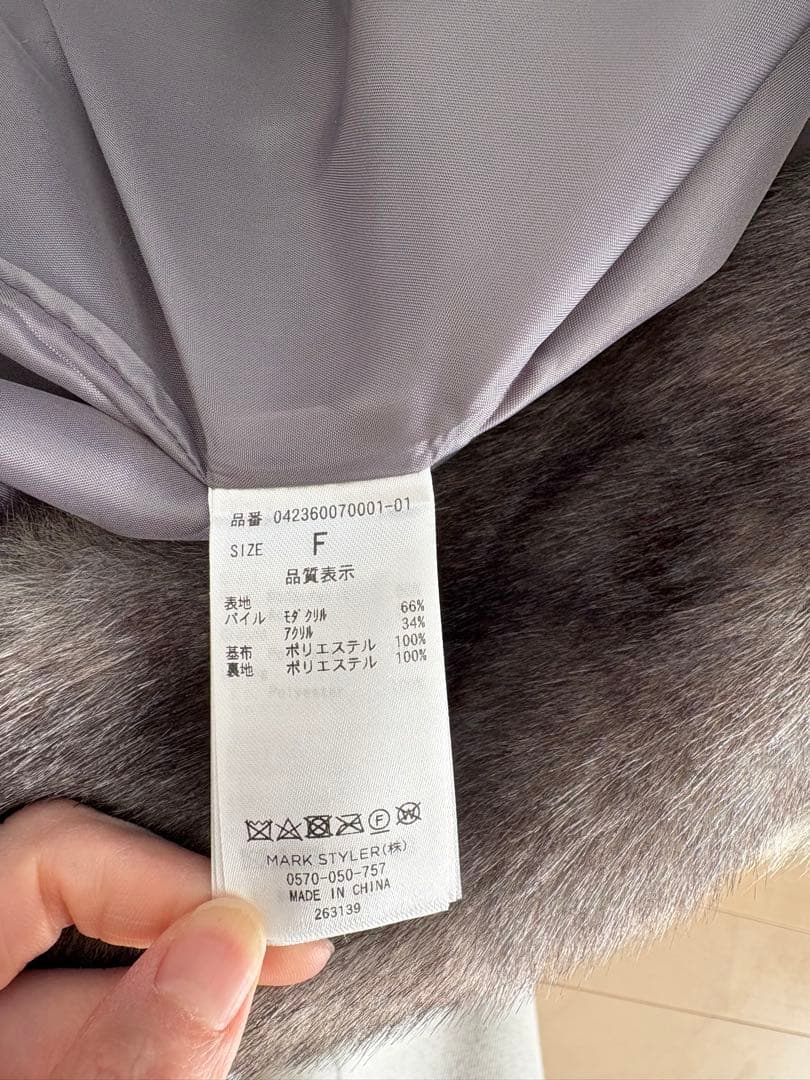 品番 042360070001-01
SIZE F
品質表示
表地
パイル モダクリル 66%
アクリル 34%
基布 ポリエステル 100%
裏地 ポリエステル 100%
Polyester 100%
F W
MARK STYLER(株)
0570-050-757
MADE IN CHINA
263139